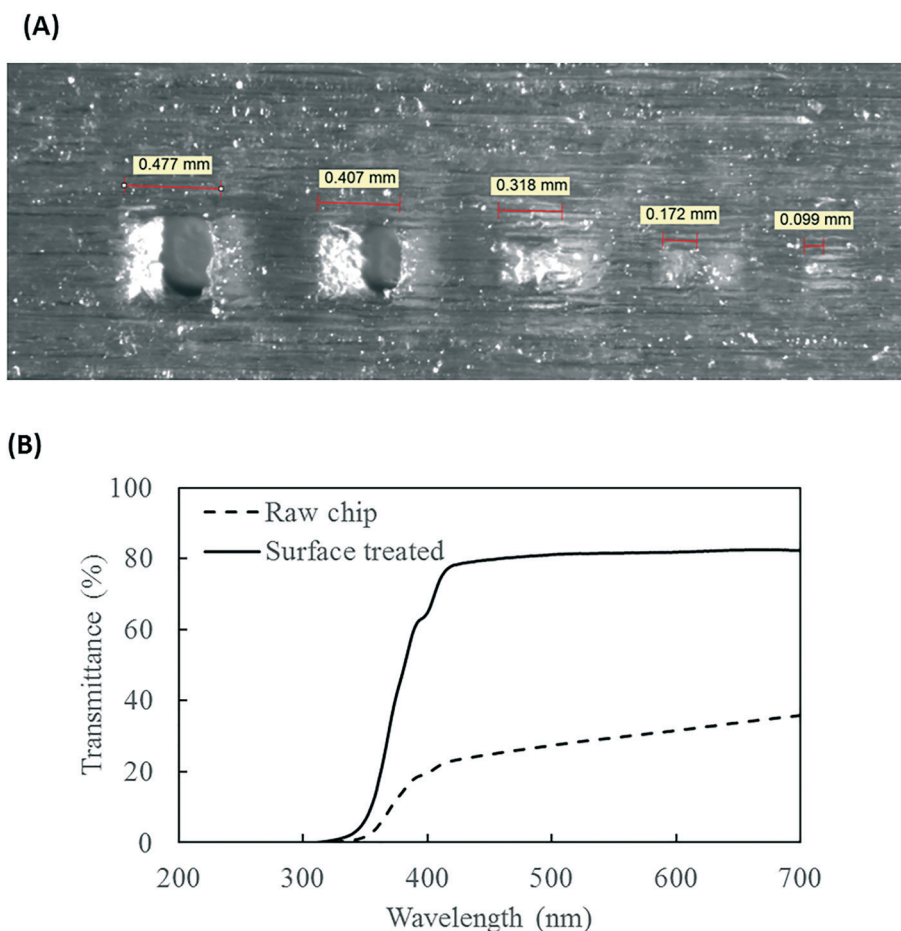 (A)
0.477 mm
0.407 mm
0.318 mm
0.172 mm
0.099 mm
(B)
100
80
60
40
20
0
Transmittance (%)
Raw chip
Surface treated
200 300 400 500 600 700
Wavelength (nm)